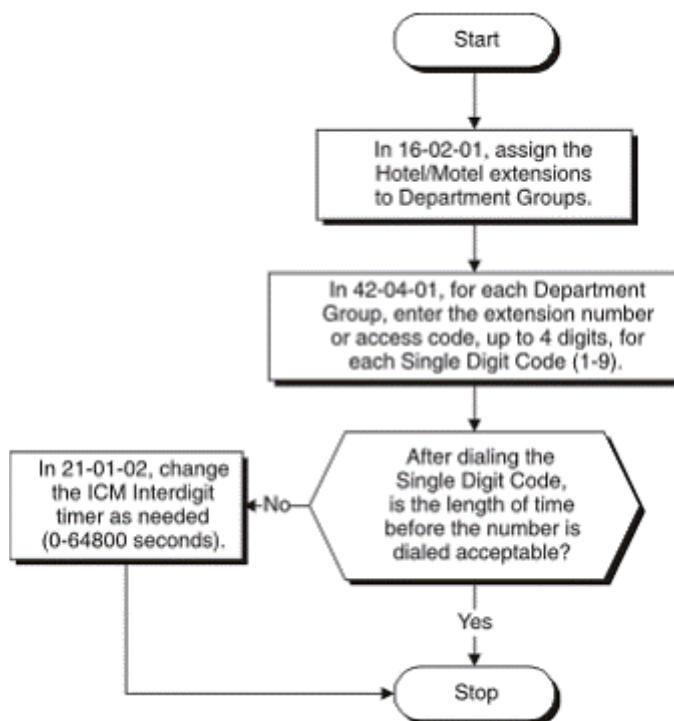 Start
In 16-02-01, assign the
Hotel/Motel extensions
to Department Groups.
In 42-04-01, for each Department
Group, enter the extension number
or access code, up to 4 digits, for
each Single Digit Code (1-9).
After dialing the
Single Digit Code,
is the length of time
before the number is
dialed acceptable?
No
In 21-01-02, change
the ICM Interdigit
timer as needed
(0-64800 seconds).
Yes
Stop